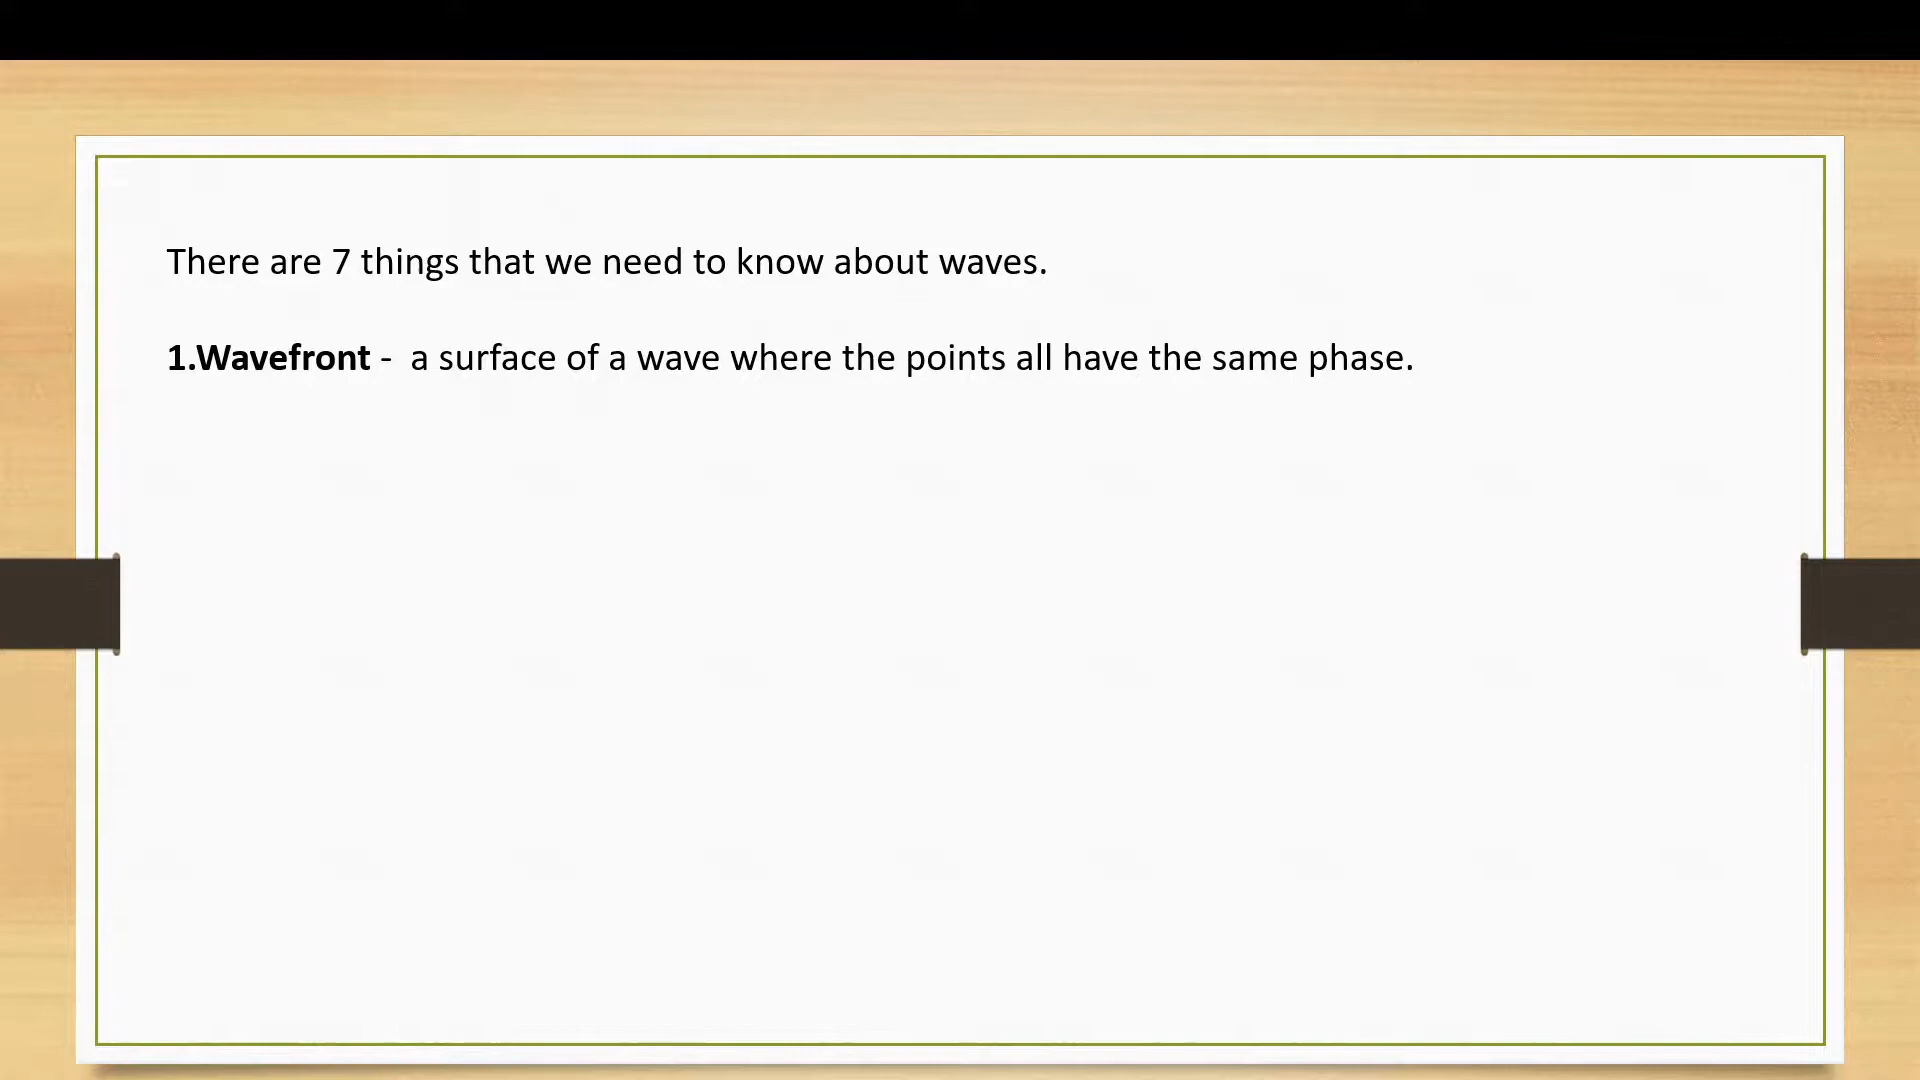 There are 7 things that we need to know about waves.
1.Wavefront -  a surface of a wave where the points all have the same phase.